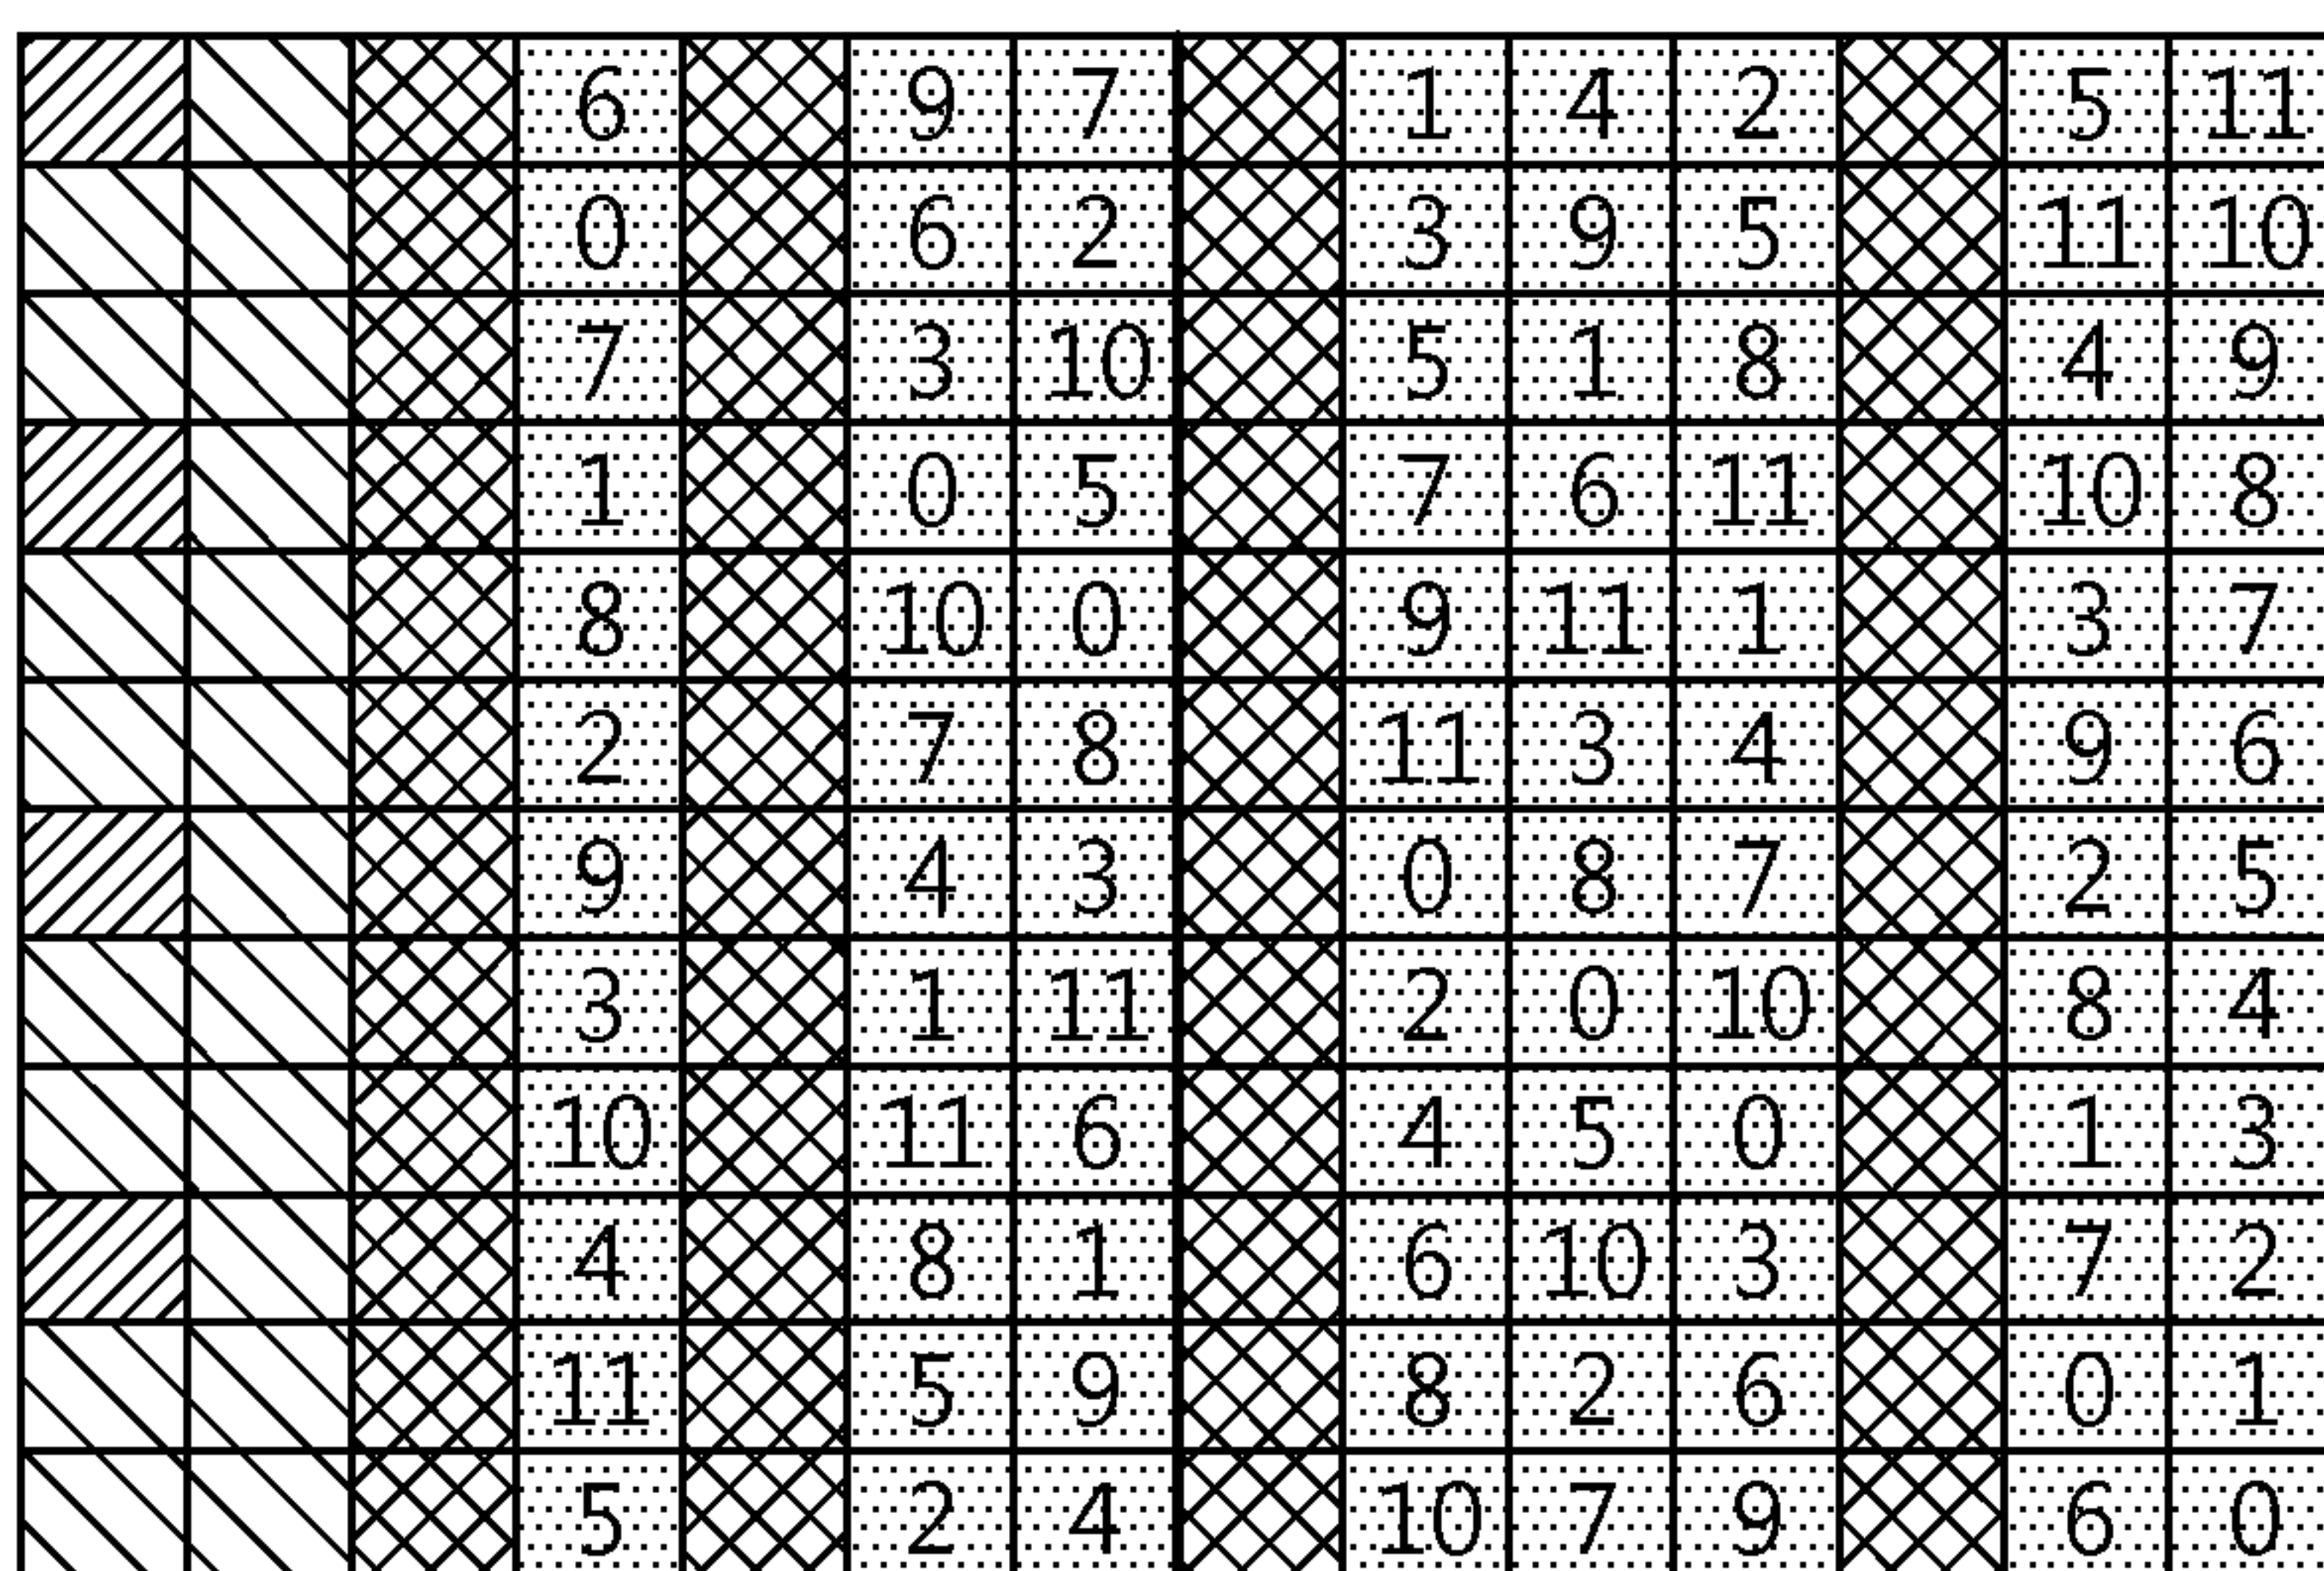 6 9 7 1 4 2 5 11
0 6 2 3 9 5 11 10
7 3 10 5 1 8 4 9
1 0 5 7 6 11 10 8
8 10 0 9 11 1 3 7
2 7 8 11 3 4 9 6
9 4 3 0 8 7 2 5
3 1 11 2 0 10 8 4
10 11 6 4 5 0 1 3
4 8 1 6 10 3 7 2
11 5 9 8 2 6 0 1
5 2 4 10 7 9 6 0